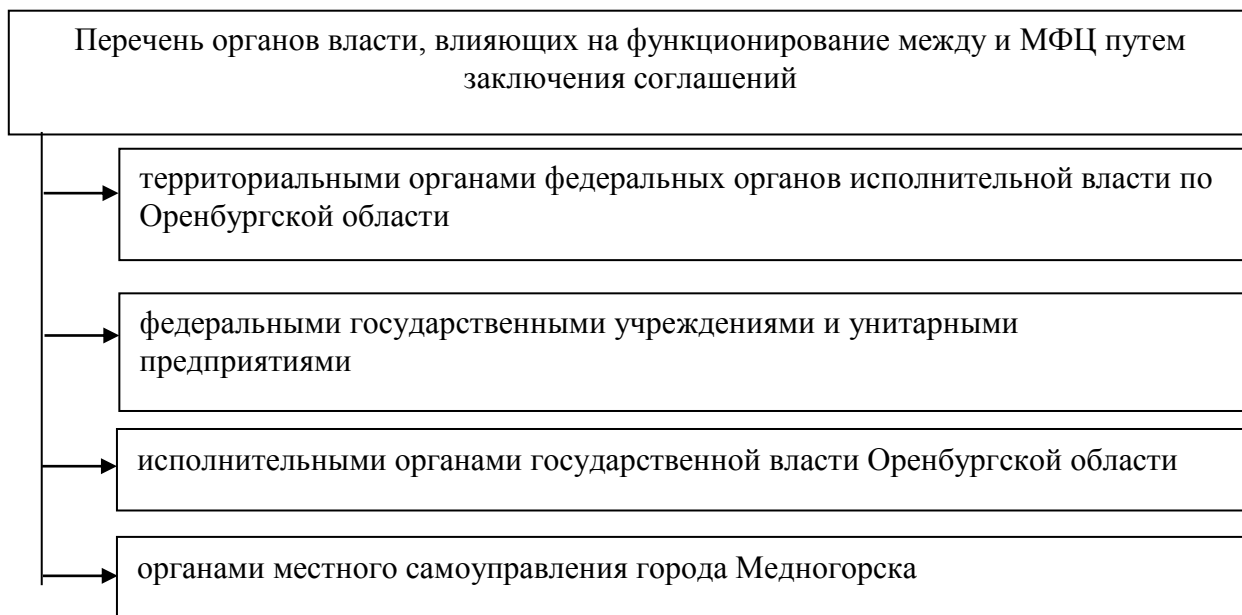 Перечень органов власти, влияющих на функционирование между и МФЦ путем
заключения соглашений
территориальными органами федеральных органов исполнительной власти по
Оренбургской области
федеральными государственными учреждениями и унитарными
предприятиями
исполнительными органами государственной власти Оренбургской области
органами местного самоуправления города Медногорска